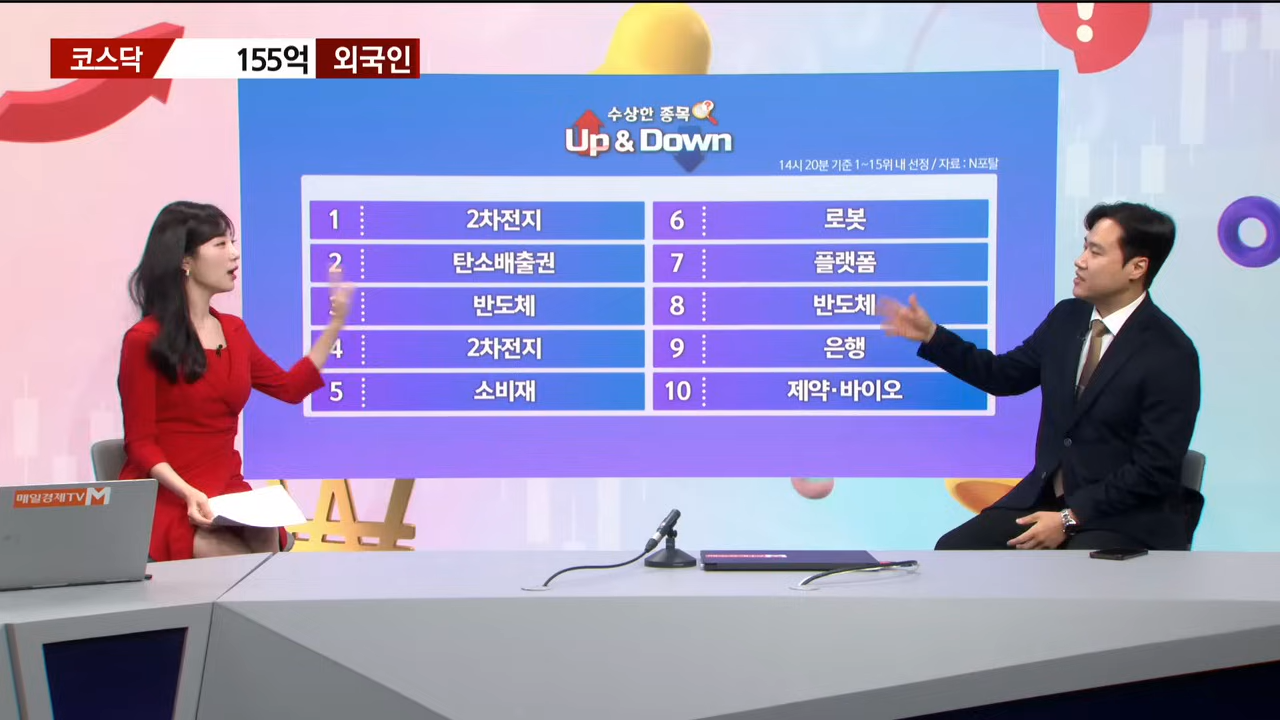 코스닥 155억 외국인
수상한 종목
Up & Down
14시 20분 기준 1~15위 내 선정 / 자료 : N포탈
1 2차전지
2 탄소배출권
3 반도체
4 2차전지
5 소비재
6 로봇
7 플랫폼
8 반도체
9 은행
10 제약·바이오
매일경제TV M